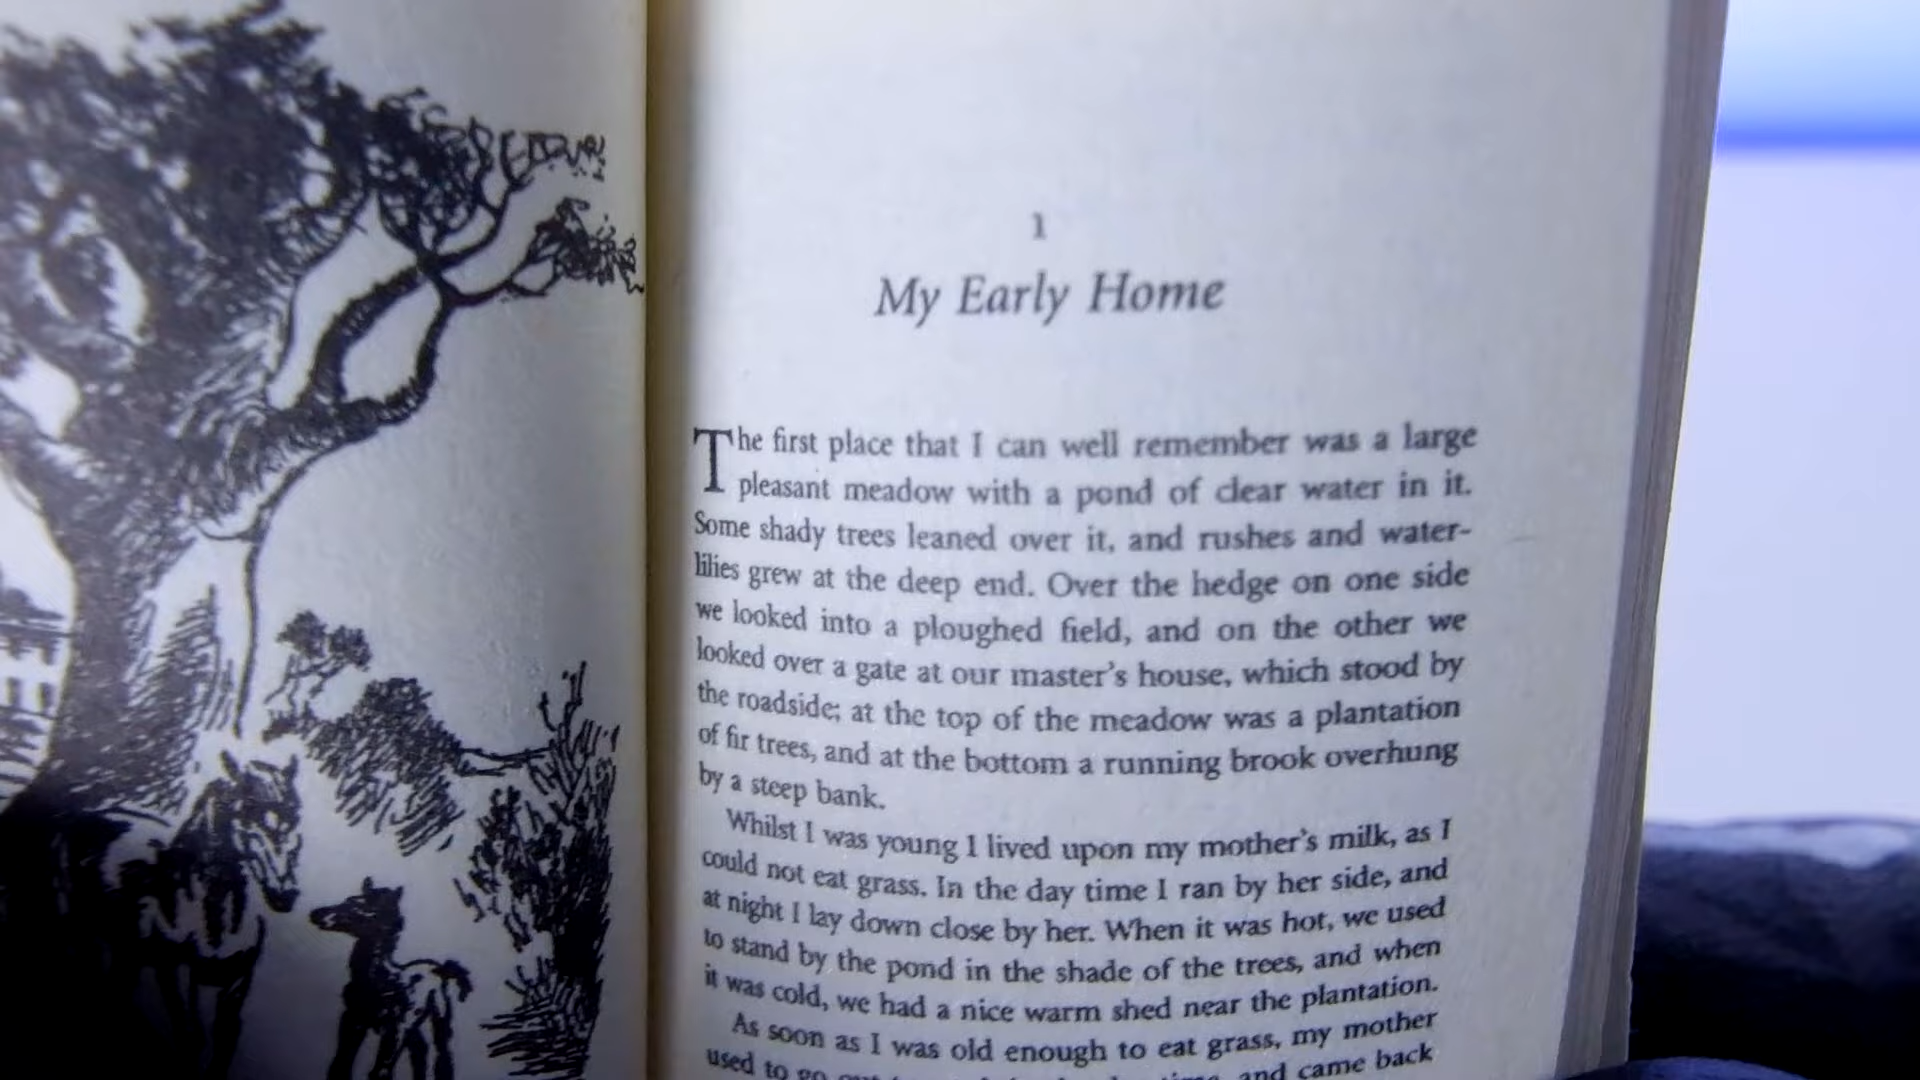 1
My Early Home
The first place that I can well remember was a large
pleasant meadow with a pond of clear water in it.
Some shady trees leaned over it, and rushes and water-
lilies grew at the deep end. Over the hedge on one side
we looked into a ploughed field, and on the other we
looked over a gate at our master's house, which stood by
the roadside; at the top of the meadow was a plantation
of fir trees, and at the bottom a running brook overhung
by a steep bank.
Whilst I was young I lived upon my mother's milk, as I
could not eat grass. In the day time I ran by her side, and
at night I lay down close by her. When it was hot, we used
to stand by the pond in the shade of the trees, and when
it was cold, we had a nice warm shed near the plantation.
As soon as I was old enough to eat grass, my mother
used to go and came back